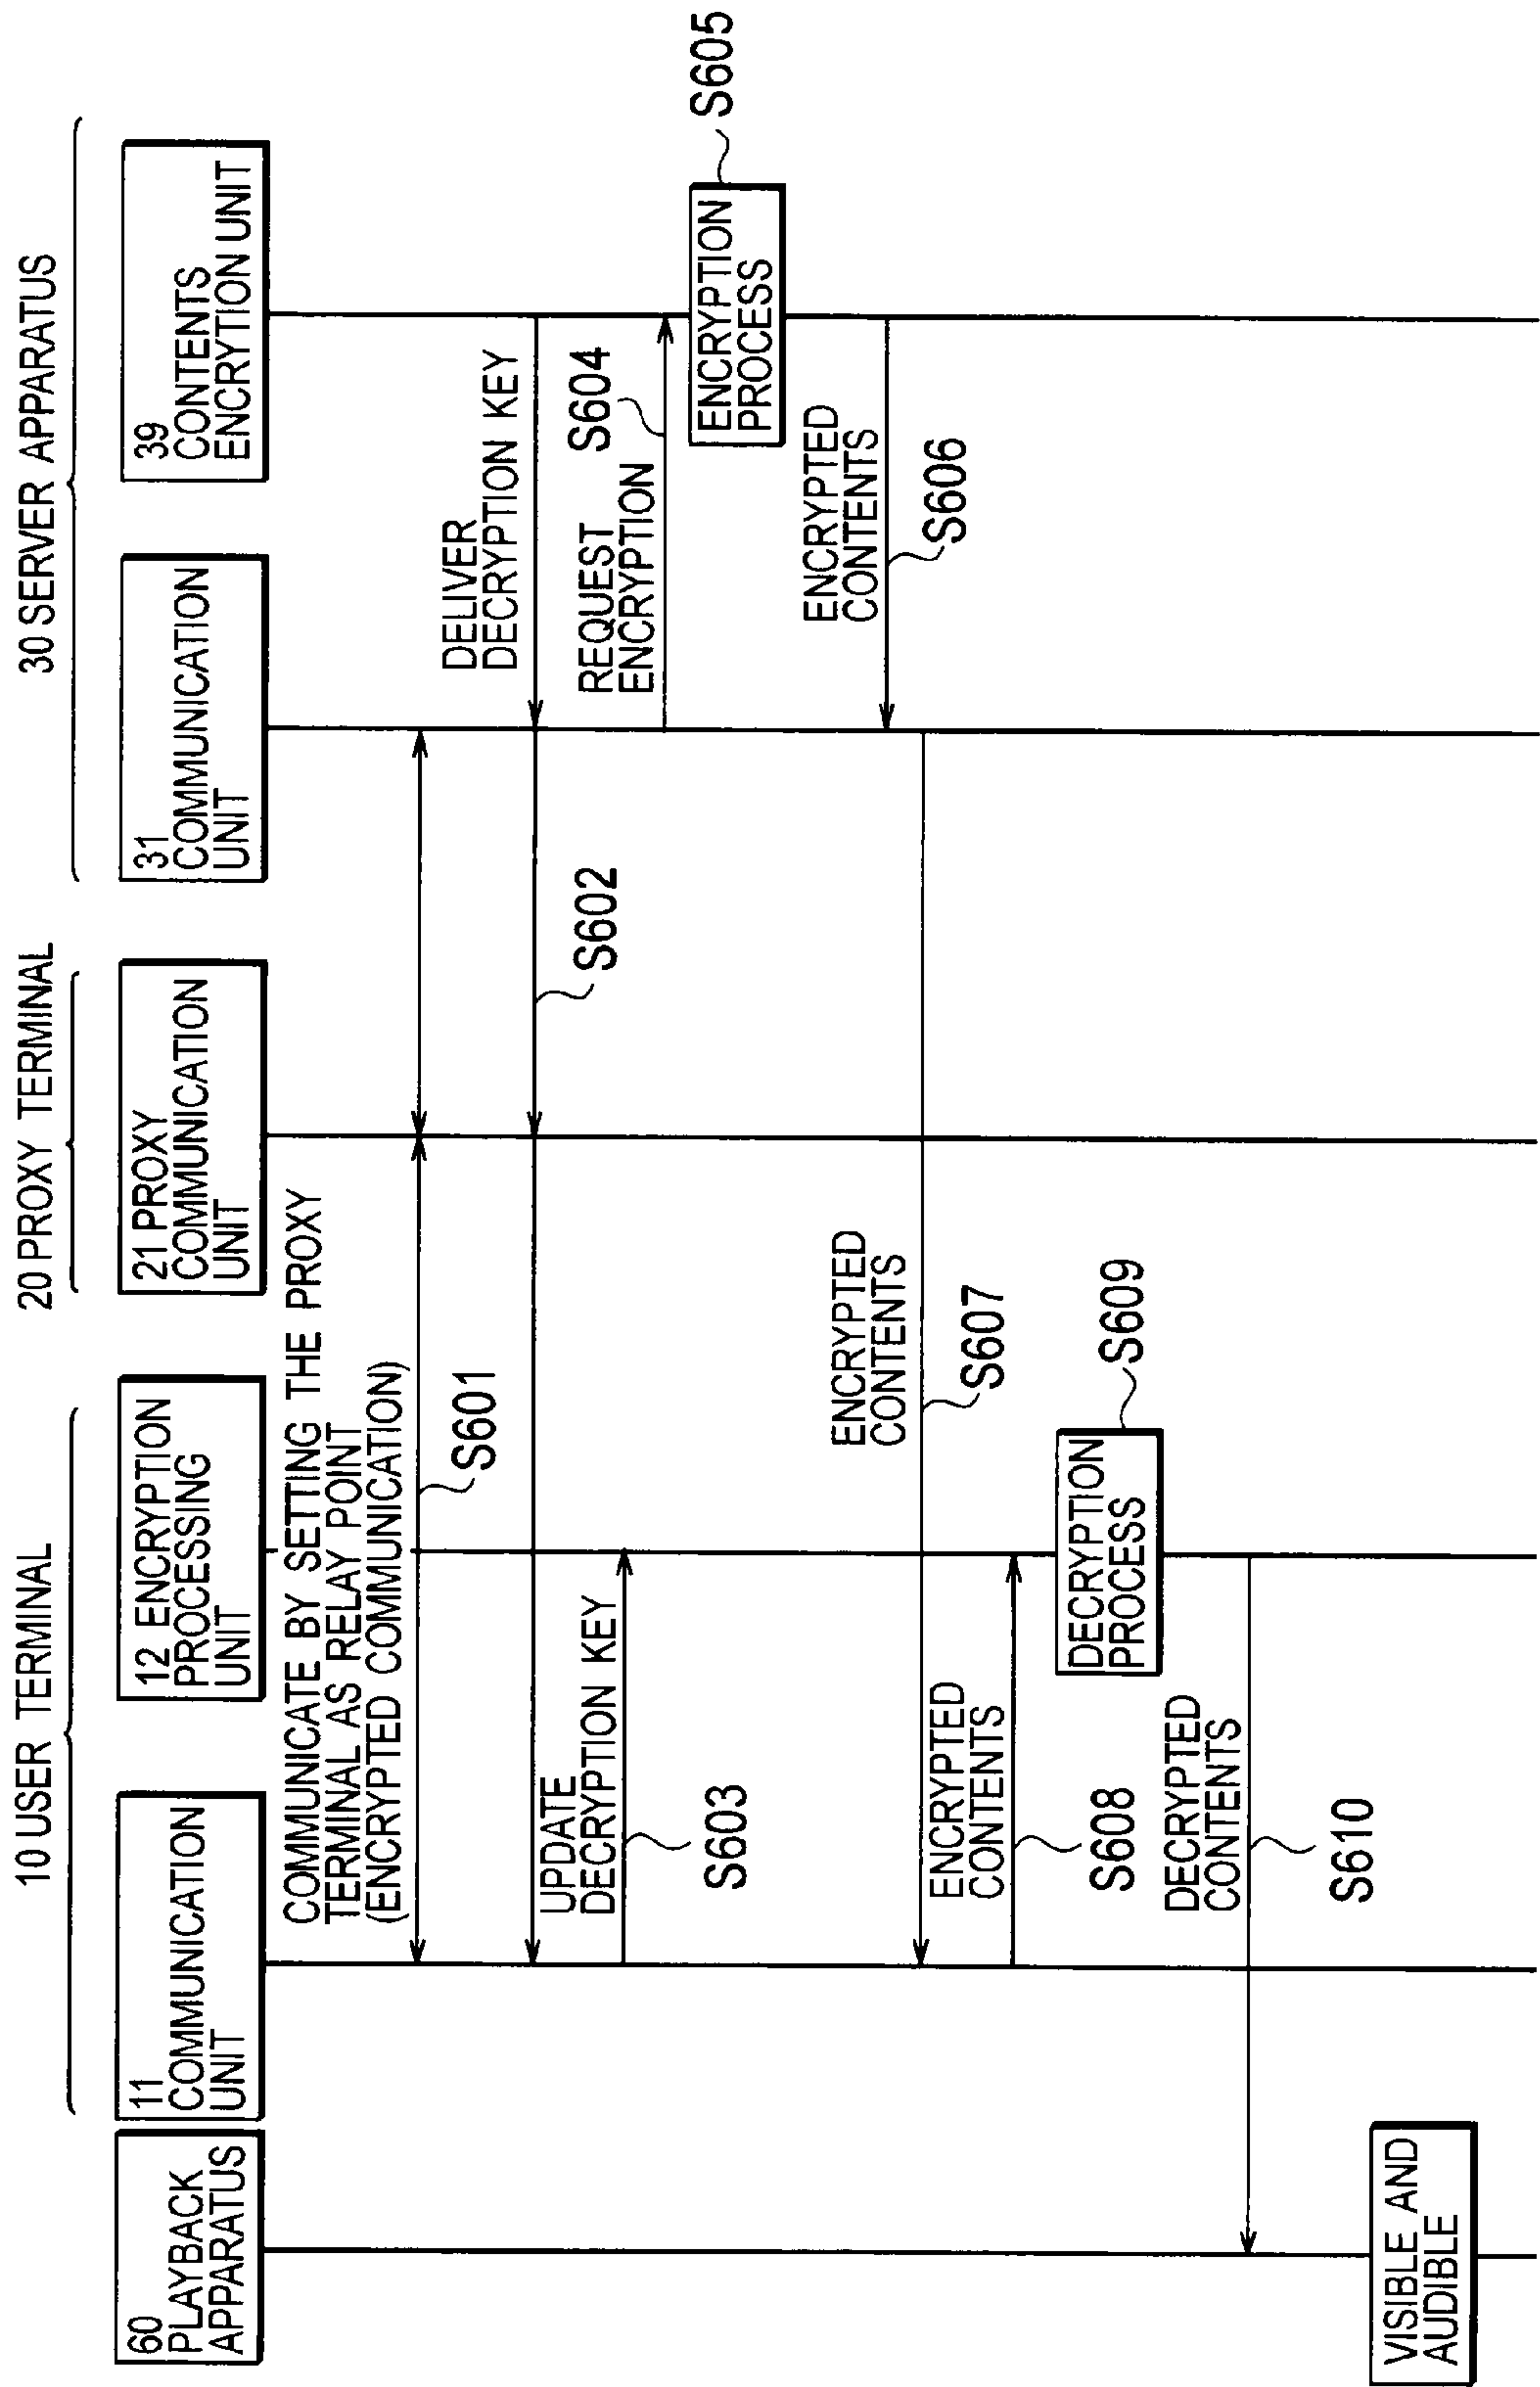 10 USER TERMINAL
20 PROXY TERMINAL
30 SERVER APPARATUS
60
PLAYBACK
APPARATUS
11
COMMUNICATION
UNIT
12 ENCRYPTION
PROCESSING
UNIT
21 PROXY
COMMUNICATION
UNIT
31
COMMUNICATION
UNIT
39
CONTENTS
ENCRYTION UNIT
COMMUNICATE BY SETTING THE PROXY
TERMINAL AS RELAY POINT
(ENCRYPTED COMMUNICATION)
S601
DELIVER
DECRYPTION KEY
S602
UPDATE
DECRYPTION KEY
S603
REQUEST
ENCRYPTION
S604
ENCRYPTION
PROCESS
S605
ENCRYPTED
CONTENTS
S606
ENCRYPTED
CONTENTS
S607
ENCRYPTED
CONTENTS
S608
DECRYPTION
PROCESS
S609
DECRYPTED
CONTENTS
S610
VISIBLE AND
AUDIBLE